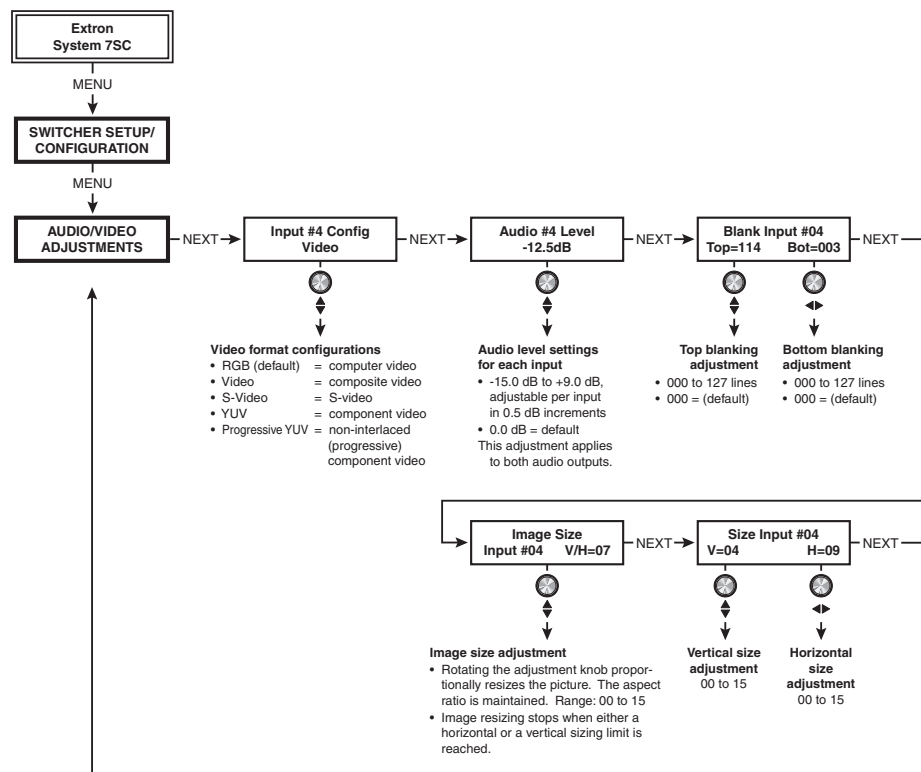 Extron
System 7SC
MENU
SWITCHER SETUP/
CONFIGURATION
MENU
AUDIO/VIDEO
ADJUSTMENTS
NEXT
Input #4 Config
Video
NEXT
Audio #4 Level
-12.5dB
NEXT
Blank Input #04
Top=114 Bot=003
NEXT
Video format configurations
• RGB (default) = computer video
• Video = composite video
• S-Video = S-video
• YUV = component video
• Progressive YUV = non-interlaced
(progressive)
component video
Audio level settings
for each input
• -15.0 dB to +9.0 dB,
adjustable per input
in 0.5 dB increments
• 0.0 dB = default
This adjustment applies
to both audio outputs.
Top blanking
adjustment
• 000 to 127 lines
• 000 = (default)
Bottom blanking
adjustment
• 000 to 127 lines
• 000 = (default)
Image Size
Input #04 V/H=07
NEXT
Size Input #04
V=04 H=09
NEXT
Image size adjustment
• Rotating the adjustment knob propor-
tionally resizes the picture. The aspect
ratio is maintained. Range: 00 to 15
• Image resizing stops when either a
horizontal or a vertical sizing limit is
reached.
Vertical size
adjustment
00 to 15
Horizontal
size
adjustment
00 to 15